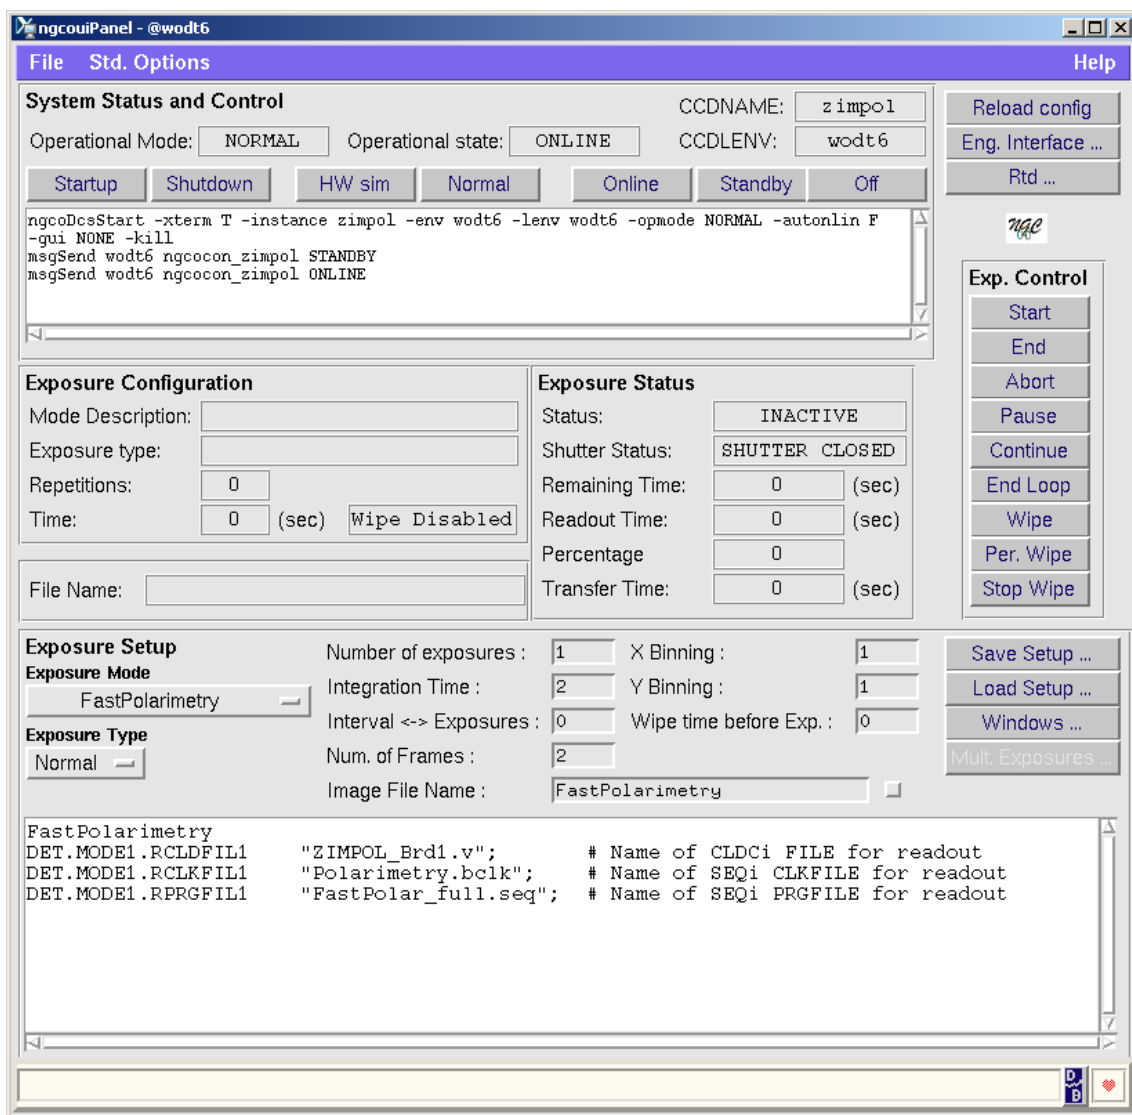 ngcouiPanel - @wodt6
File Std. Options Help
System Status and Control
CCDNAME: zimpol
Operational Mode: NORMAL Operational state: ONLINE CCDLENV: wodt6
Startup Shutdown HW sim Normal Online Standby Off
ngcoDcsStart -xterm T -instance zimpol -env wodt6 -lenv wodt6 -opmode NORMAL -autonlin F
-gui NONE -kill
msgSend wodt6 ngcocon_zimpol STANDBY
msgSend wodt6 ngcocon_zimpol ONLINE
Reload config
Eng. Interface ...
Rtd ...
NGC
Exp. Control
Start
End
Abort
Pause
Continue
End Loop
Wipe
Per. Wipe
Stop Wipe
Exposure Configuration
Mode Description:
Exposure type:
Repetitions: 0
Time: 0 (sec) Wipe Disabled
File Name:
Exposure Status
Status: INACTIVE
Shutter Status: SHUTTER CLOSED
Remaining Time: 0 (sec)
Readout Time: 0 (sec)
Percentage 0
Transfer Time: 0 (sec)
Exposure Setup
Exposure Mode
FastPolarimetry
Exposure Type
Normal
Number of exposures : 1 X Binning : 1
Integration Time : 2 Y Binning : 1
Interval <-> Exposures : 0 Wipe time before Exp. : 0
Num. of Frames : 2
Image File Name : FastPolarimetry
Save Setup ...
Load Setup ...
Windows ...
Mult. Exposures ...
FastPolarimetry
DET.MODE1.RCLDFIL1 "ZIMPOL_Brd1.v"; # Name of CLDCi FILE for readout
DET.MODE1.RCLKFIL1 "Polarimetry.bclk"; # Name of SEQi CLKFILE for readout
DET.MODE1.RPRGFIL1 "FastPolar_full.seq"; # Name of SEQi PRGFILE for readout
D
D